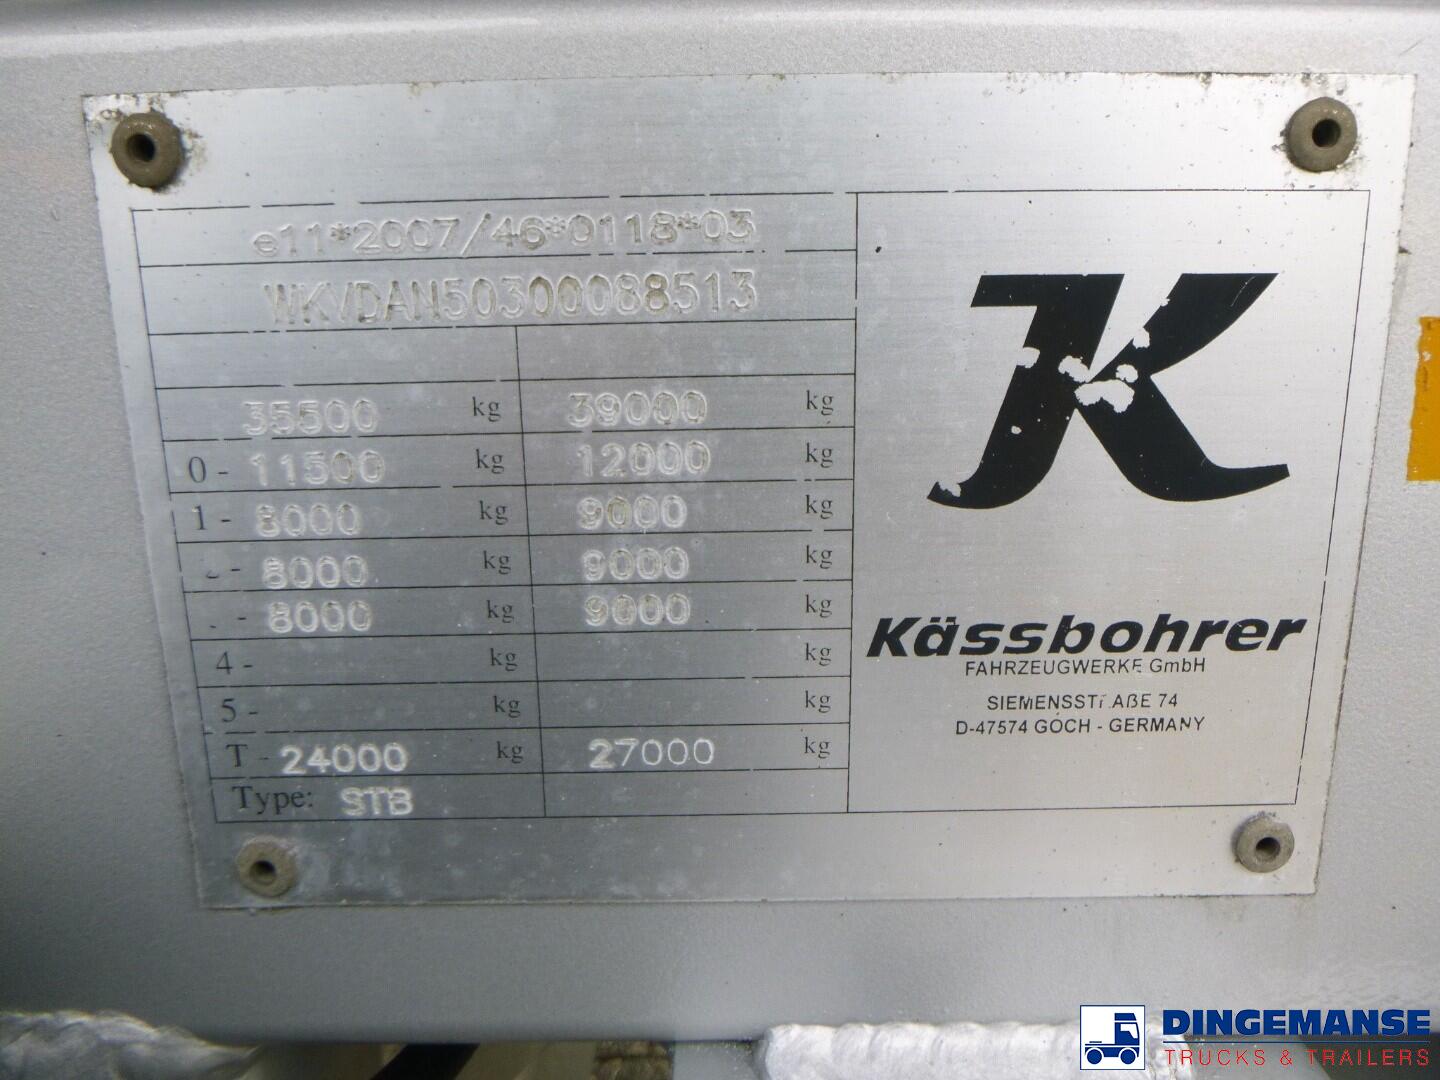 e11*2007/46*0118*03
WKVDAN50300088513
35500 kg 39000 kg
0 - 11500 kg 12000 kg
1 - 8000 kg 9000 kg
- 8000 kg 9000 kg
- 8000 kg 9000 kg
4 - kg kg
5 - kg kg
T - 24000 kg 27000 kg
Type: STB
K
Kässbohrer
FAHRZEUGWERKE GmbH
SIEMENSSTRAßE 74
D-47574 GOCH - GERMANY
DINGEMANSE
TRUCKS & TRAILERS